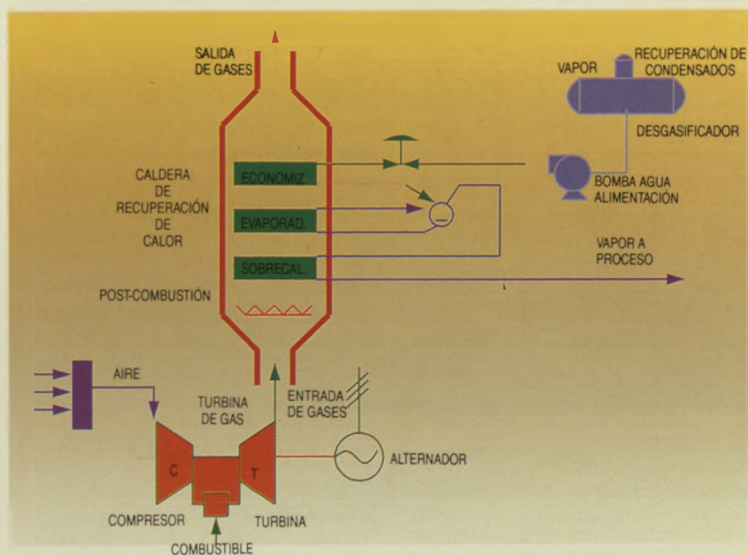 SALIDA
DE GASES
RECUPERACIÓN DE
CONDENSADOS
VAPOR
DESGASIFICADOR
BOMBA AGUA
ALIMENTACIÓN
CALDERA
DE
RECUPERACIÓN
DE
CALOR
ECONOMIZ.
EVAPORAD.
SOBRECAL.
VAPOR A
PROCESO
POST-COMBUSTIÓN
AIRE
TURBINA
DE GAS
ENTRADA
DE GASES
ALTERNADOR
C
T
COMPRESOR
TURBINA
COMBUSTIBLE